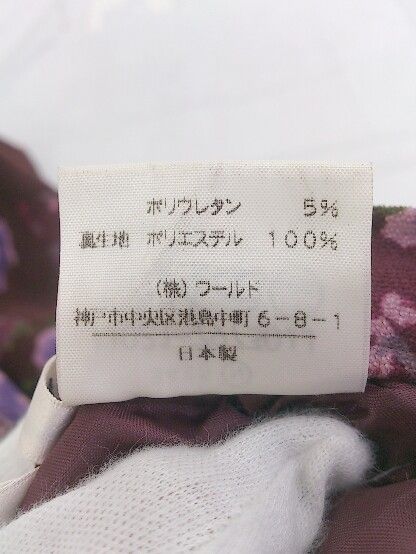 ポリウレタン 5%
裏生地 ポリエステル 100%
(株)ワールド
神戸市中央区港島中町 6-8-1
日本製